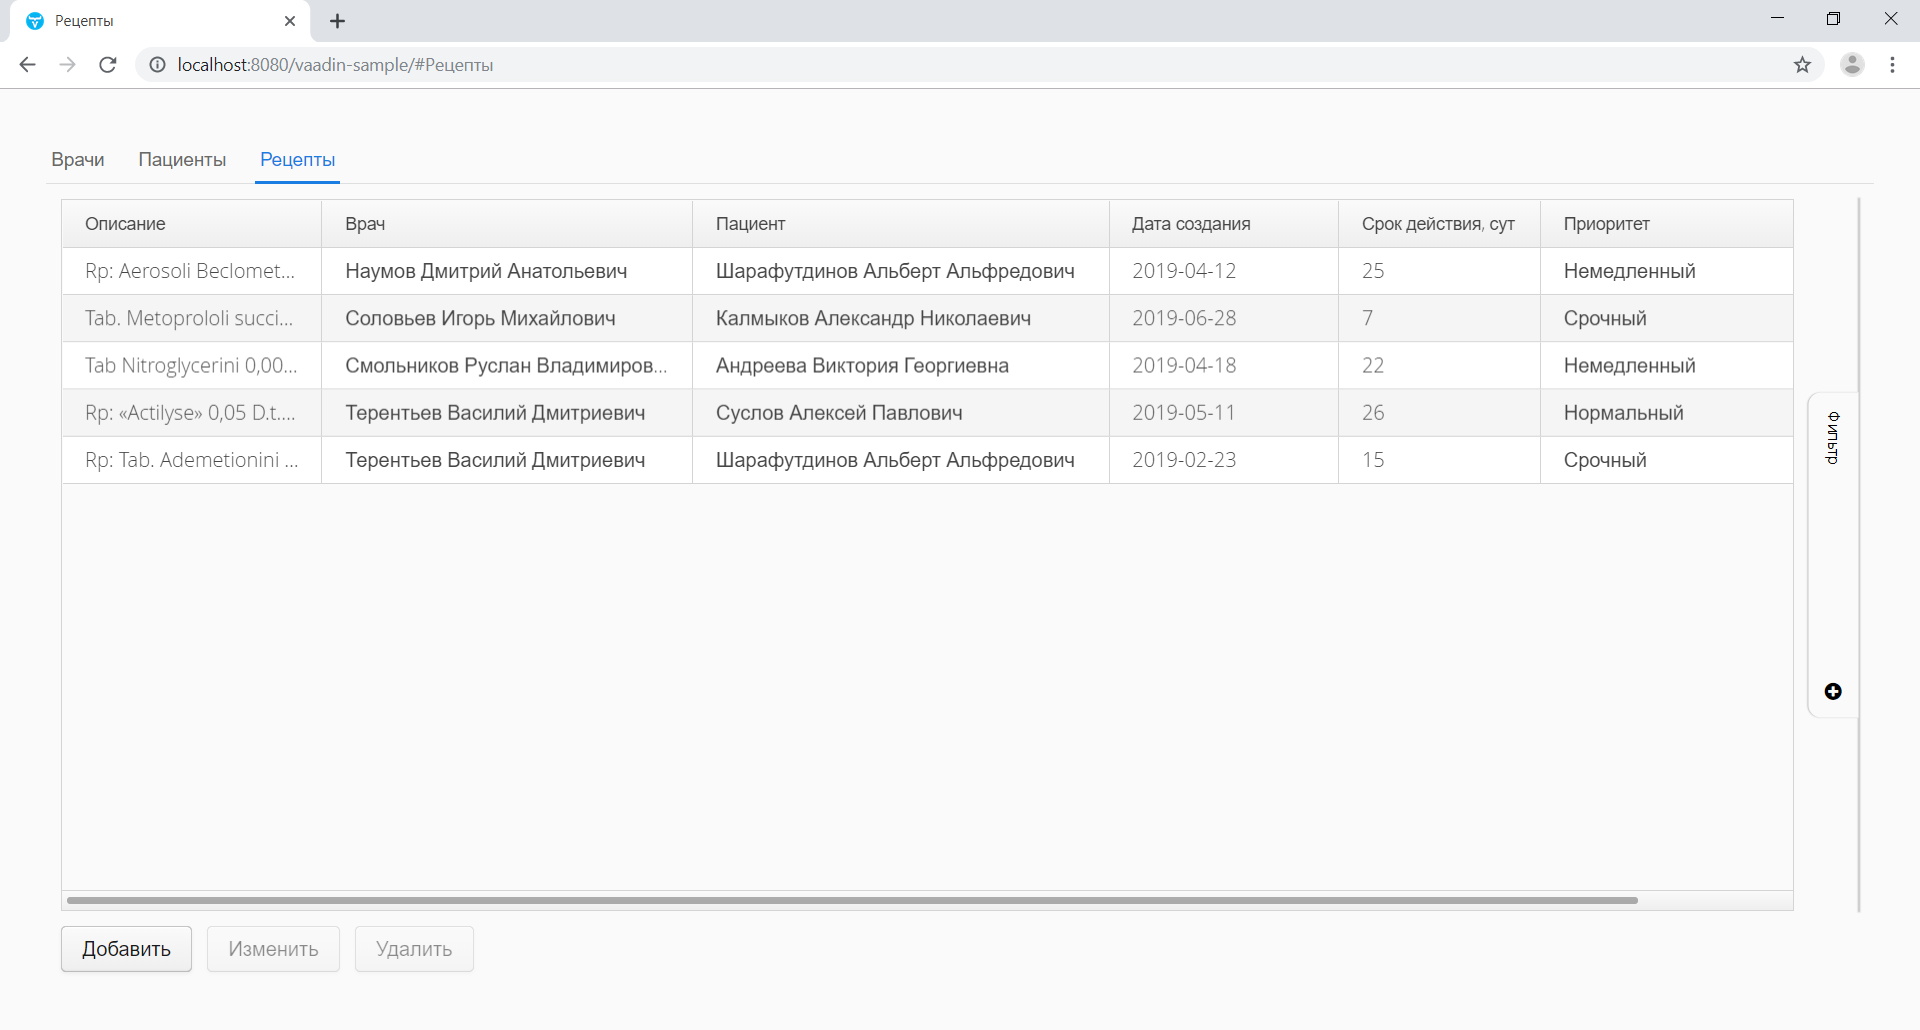 Рецепты
localhost:8080/vaadin-sample/#Рецепты
Врачи Пациенты Рецепты
Описание Врач Пациент Дата создания Срок действия, сут Приоритет
Rp: Aerosoli Beclomet... Наумов Дмитрий Анатольевич Шарафутдинов Альберт Альфредович 2019-04-12 25 Немедленный
Tab. Metoprololi succi... Соловьев Игорь Михайлович Калмыков Александр Николаевич 2019-06-28 7 Срочный
Tab Nitroglycerini 0,00... Смольников Руслан Владимиров... Андреева Виктория Георгиевна 2019-04-18 22 Немедленный
Rp: «Actilyse» 0,05 D.t.... Терентьев Василий Дмитриевич Суслов Алексей Павлович 2019-05-11 26 Нормальный
Rp: Tab. Ademetionini ... Терентьев Василий Дмитриевич Шарафутдинов Альберт Альфредович 2019-02-23 15 Срочный
Фильтр
Добавить Изменить Удалить